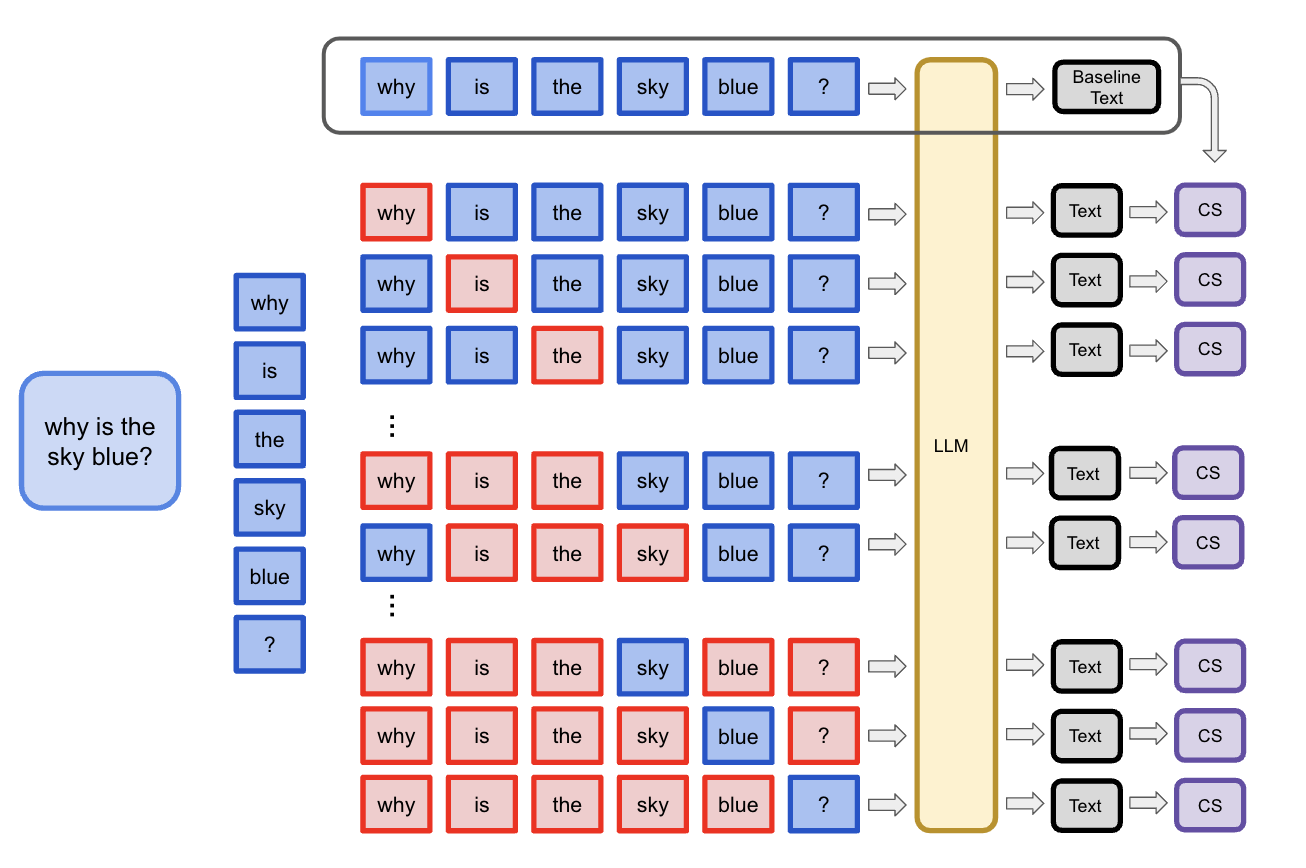 why is the
sky blue?
why
is
the
sky
blue
?
why is the sky blue ?
Baseline
Text
why is the sky blue ? Text CS
why is the sky blue ? Text CS
why is the sky blue ? Text CS
⋮
LLM
why is the sky blue ? Text CS
why is the sky blue ? Text CS
⋮
why is the sky blue ? Text CS
why is the sky blue ? Text CS
why is the sky blue ? Text CS